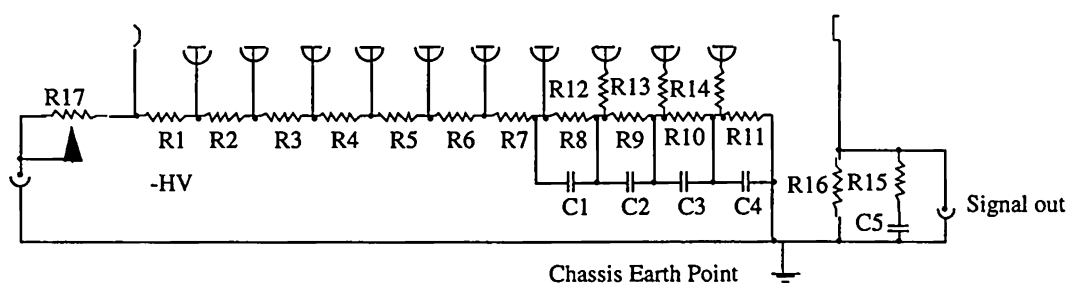 R12 R13 R14
R17
R1 R2 R3 R4 R5 R6 R7 R8 R9 R10 R11
-HV
R16 R15
Signal out
C1 C2 C3 C4
C5
Chassis Earth Point